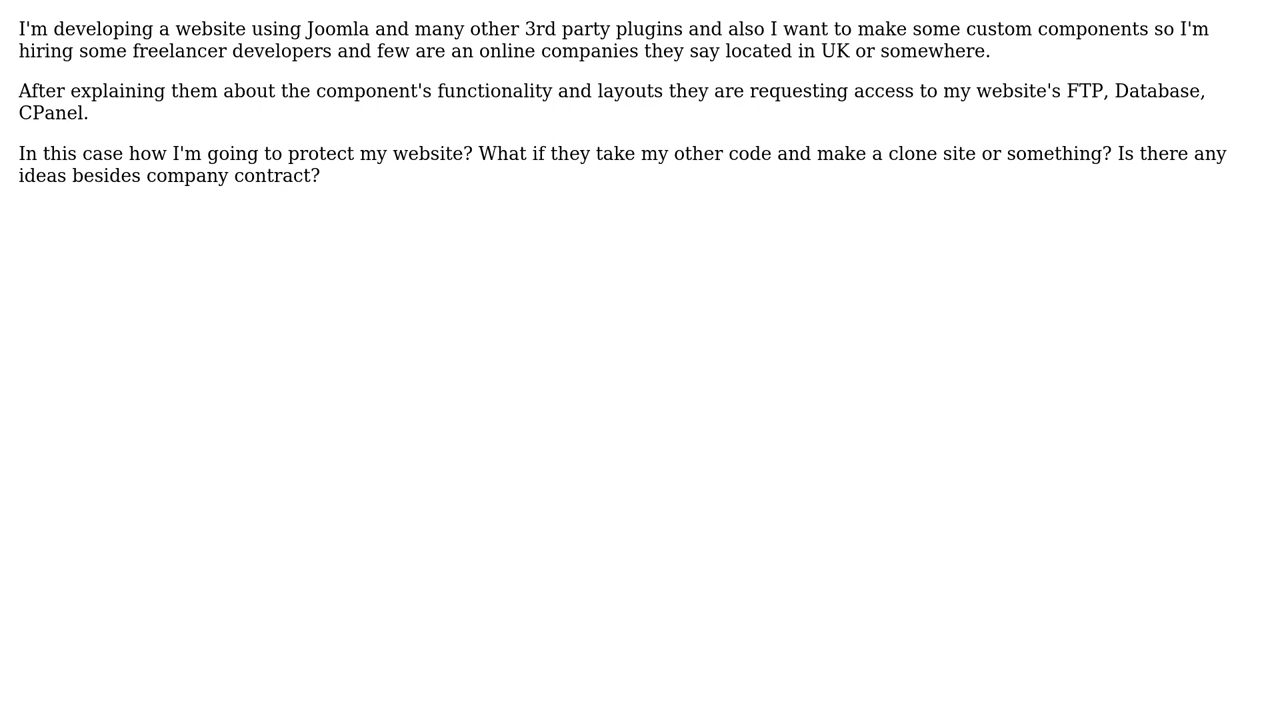 I'm developing a website using Joomla and many other 3rd party plugins and also I want to make some custom components so I'm
hiring some freelancer developers and few are an online companies they say located in UK or somewhere.
After explaining them about the component's functionality and layouts they are requesting access to my website's FTP, Database,
CPanel.
In this case how I'm going to protect my website? What if they take my other code and make a clone site or something? Is there any
ideas besides company contract?